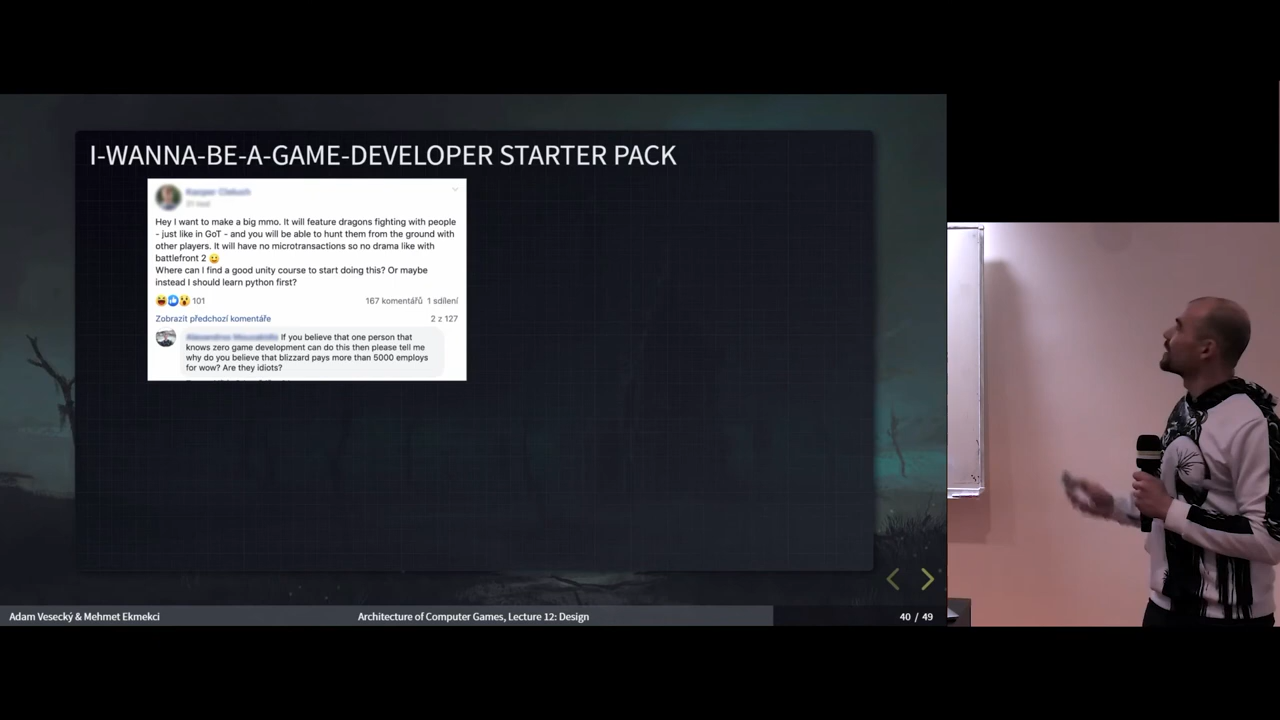 I-WANNA-BE-A-GAME-DEVELOPER STARTER PACK
Hey I want to make a big mmo. It will feature dragons fighting with people
- just like in GoT - and you will be able to hunt them from the ground with
other players. It will have no microtransactions so no drama like with
battlefront 2 😀
Where can I find a good unity course to start doing this? Or maybe
instead I should learn python first?
101
167 komentářů 1 sdílení
Zobrazit předchozí komentáře
2 z 127
If you believe that one person that
knows zero game development can do this then please tell me
why do you believe that blizzard pays more than 5000 employs
for wow? Are they idiots?
Adam Vesecký & Mehmet Ekmekci
Architecture of Computer Games, Lecture 12: Design
40 / 49